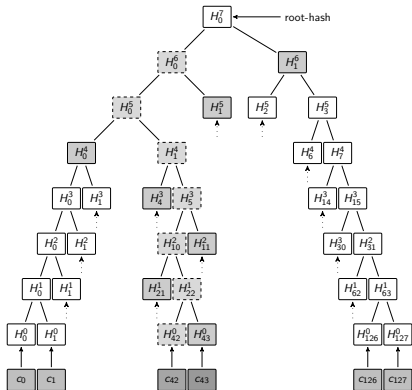 H_0^7 root-hash
H_0^6 H_1^6
H_0^5 H_1^5 H_2^5 H_3^5
H_0^4 H_1^4 H_6^4 H_7^4
H_0^3 H_1^3 H_4^3 H_5^3 H_14^3 H_15^3
H_0^2 H_1^2 H_10^2 H_11^2 H_30^3 H_31^2
H_0^1 H_1^1 H_21^1 H_22^1 H_62^1 H_63^1
H_0^0 H_1^0 H_42^0 H_43^0 H_126^0 H_127^0
c_0 c_1 c_42 c_43 c_126 c_127